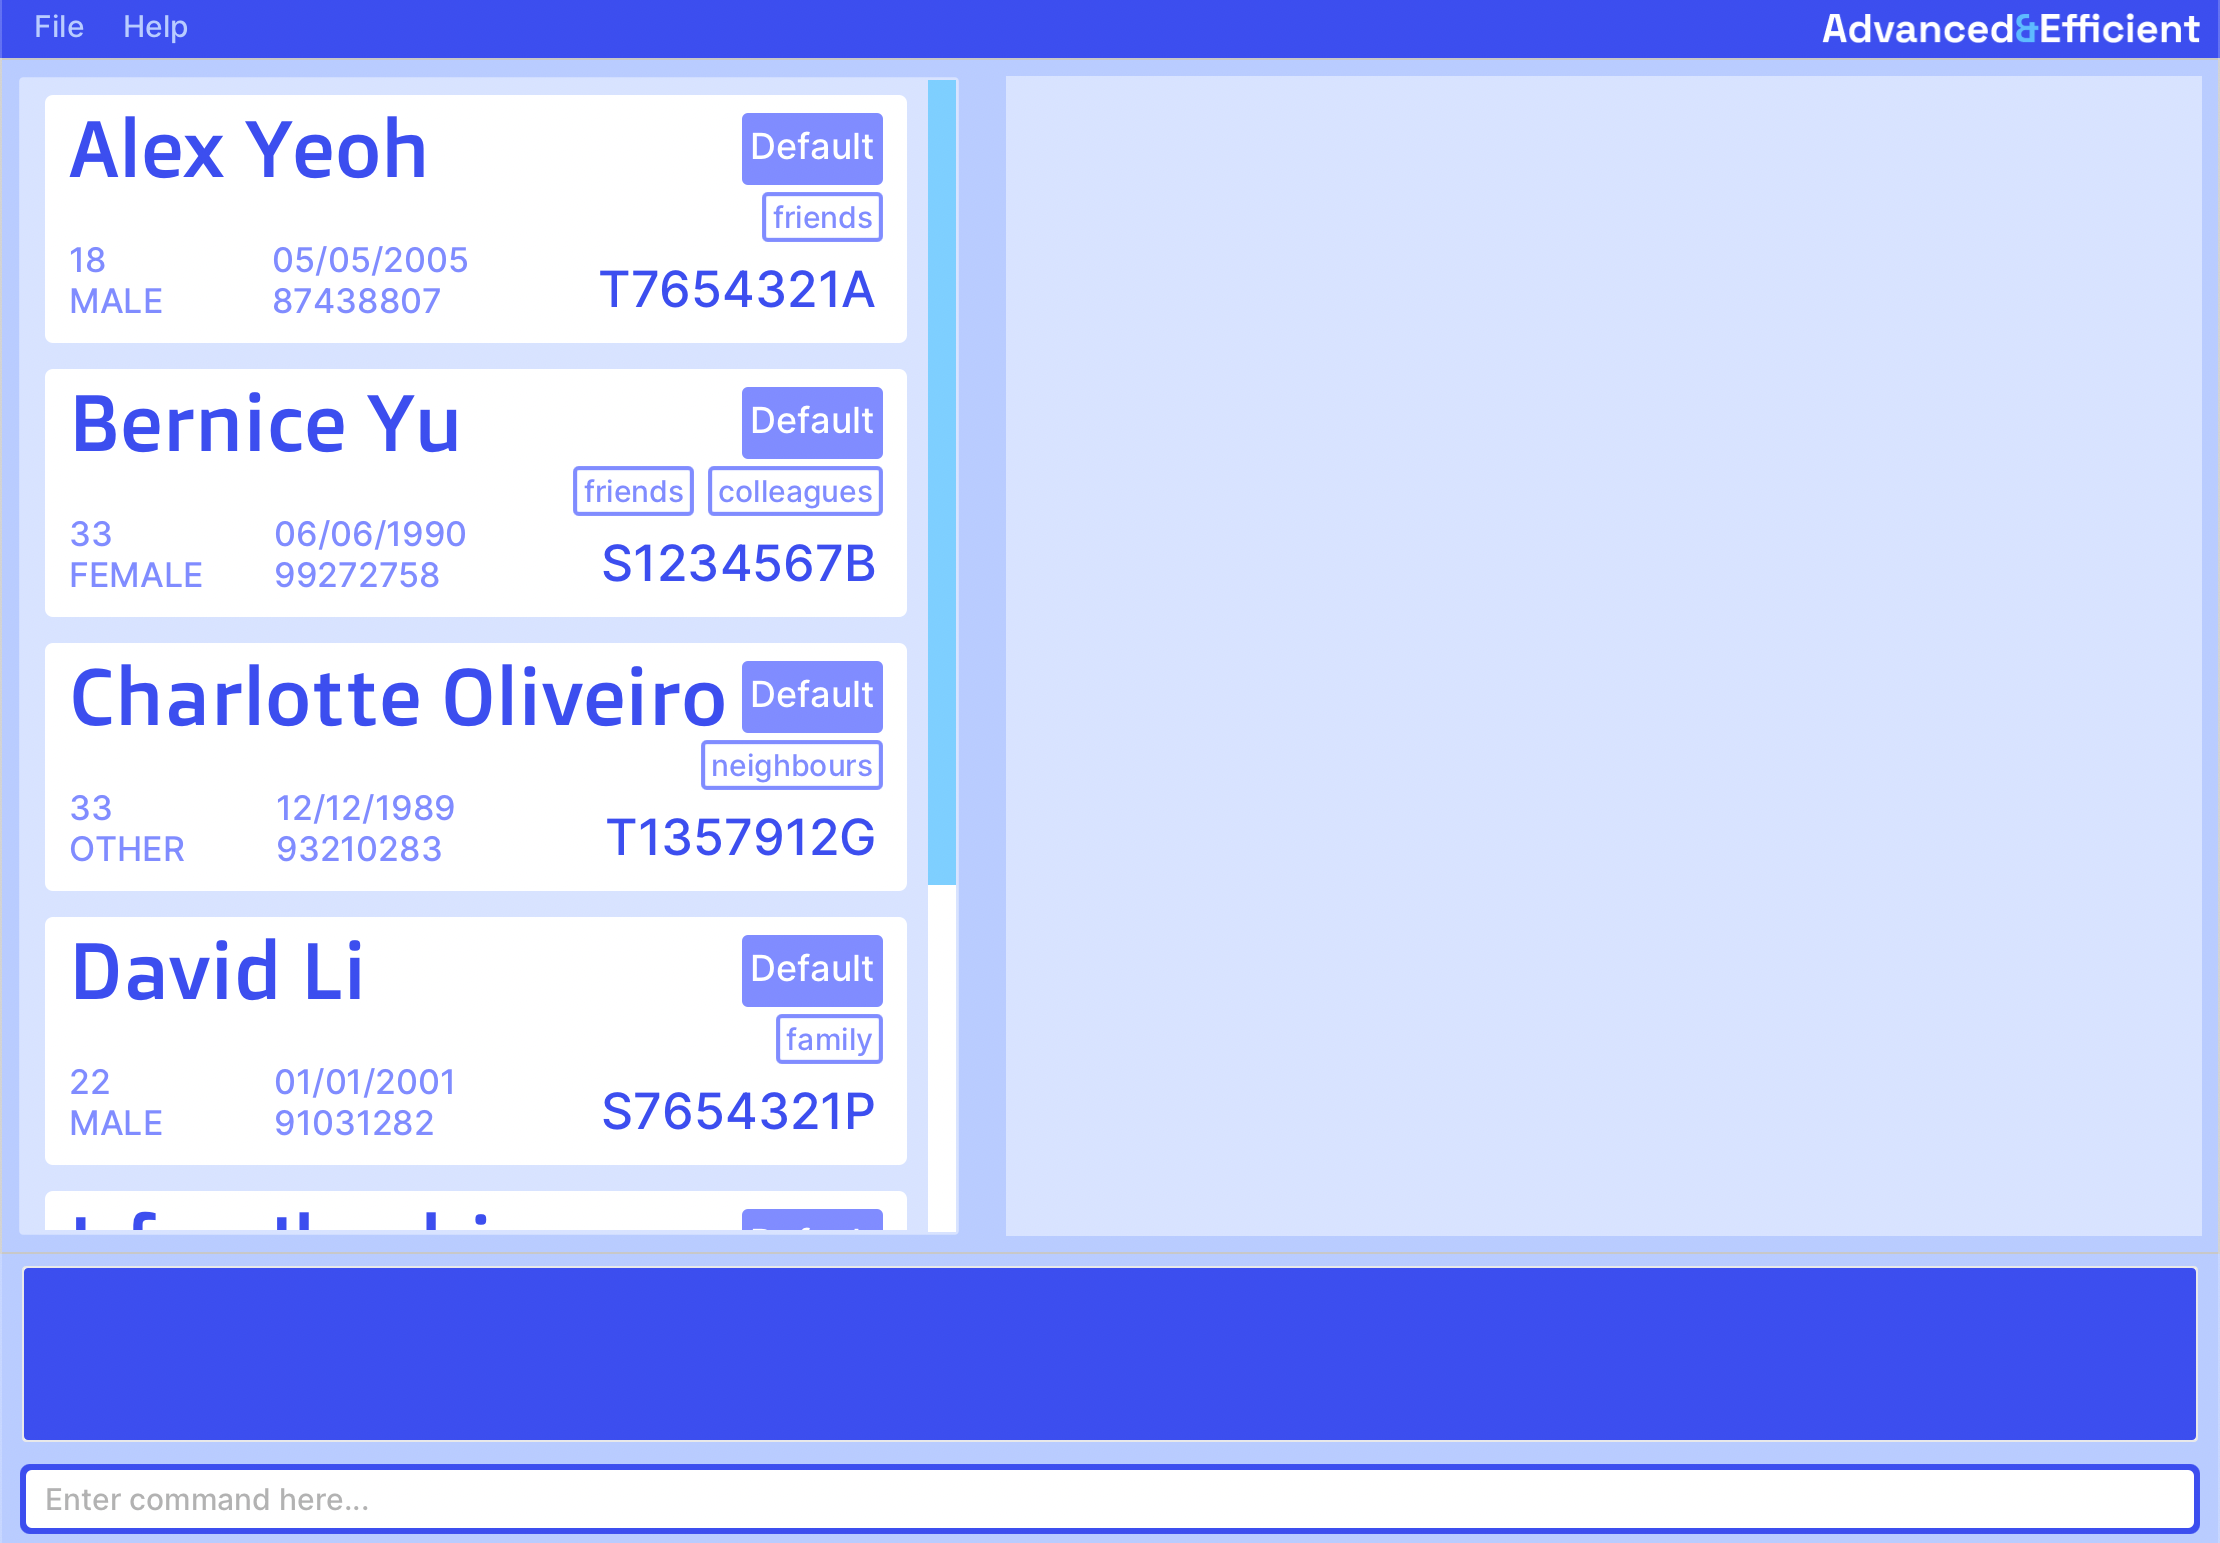 File Help Advanced&Efficient
Alex Yeoh Default
friends
18 05/05/2005
MALE 87438807 T7654321A
Bernice Yu Default
friends colleagues
33 06/06/1990
FEMALE 99272758 S1234567B
Charlotte Oliveiro Default
neighbours
33 12/12/1989
OTHER 93210283 T1357912G
David Li Default
family
22 01/01/2001
MALE 91031282 S7654321P
Enter command here...